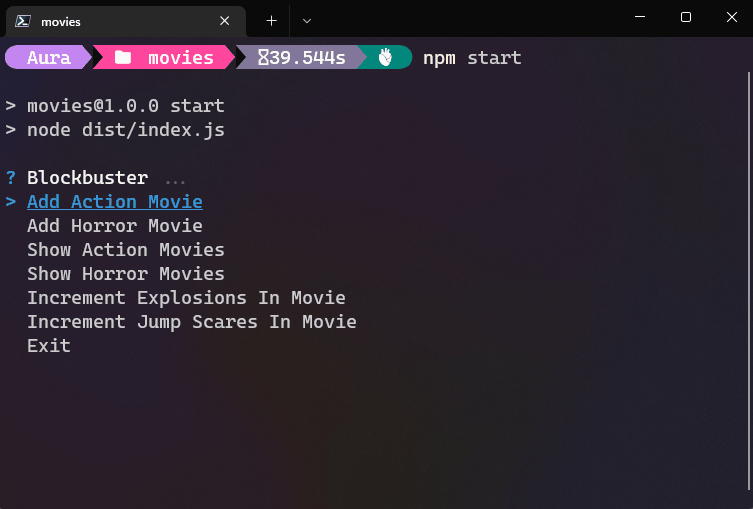 movies
Aura movies 39.544s npm start
> movies@1.0.0 start
> node dist/index.js
? Blockbuster ...
> Add Action Movie
Add Horror Movie
Show Action Movies
Show Horror Movies
Increment Explosions In Movie
Increment Jump Scares In Movie
Exit